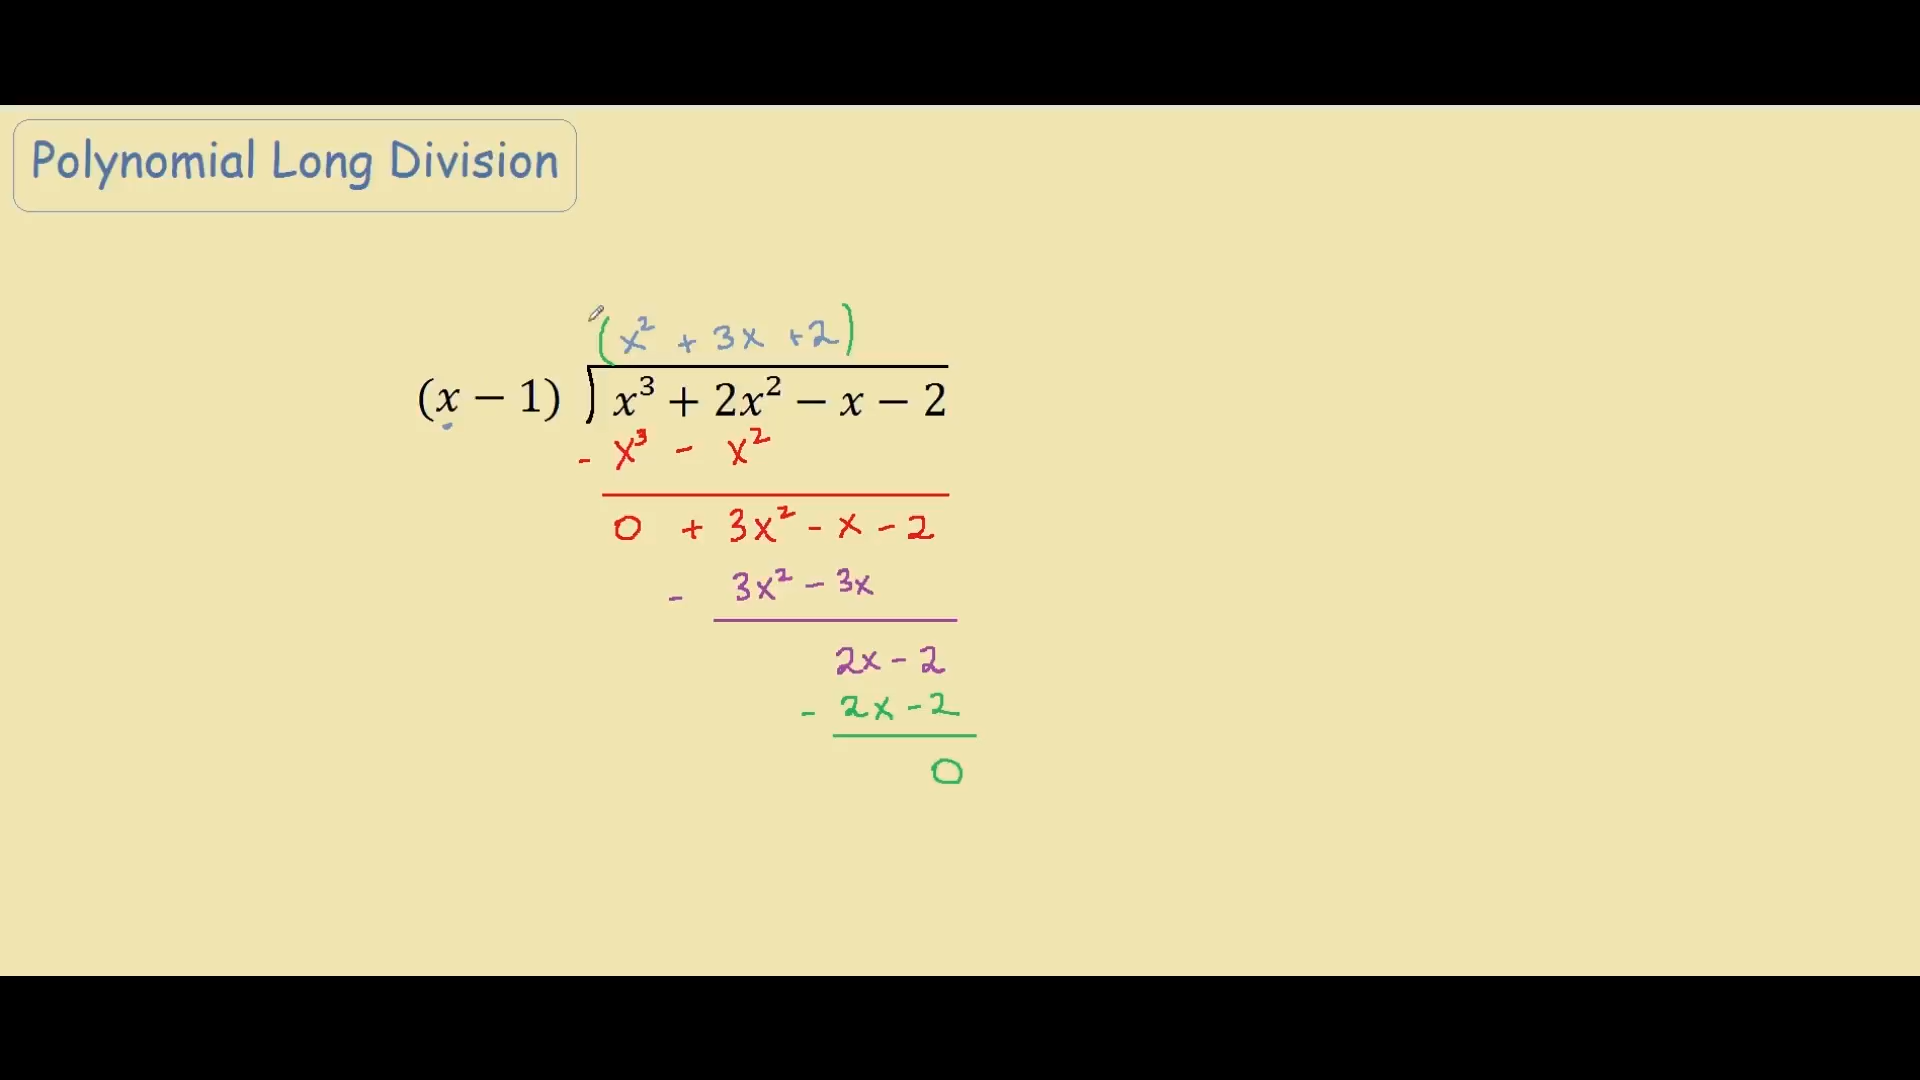 Polynomial Long Division
(x² + 3x + 2)
(x − 1) ) x³ + 2x² − x − 2
- x³ - x²
0 + 3x² - x - 2
- 3x² - 3x
2x - 2
- 2x - 2
0